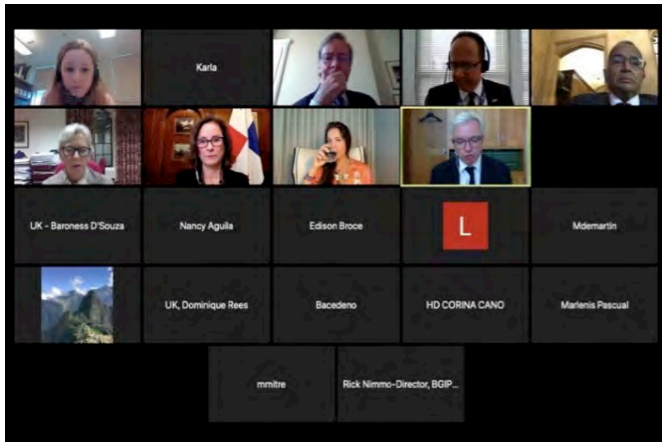 Karla
UK - Baroness D'Souza
Nancy Aguila
Edison Broce
L
Mdemartin
UK, Dominique Rees
Bacedeno
HD CORINA CANO
Marlenis Pascual
mmitre
Rick Nimmo-Director, BGIP...